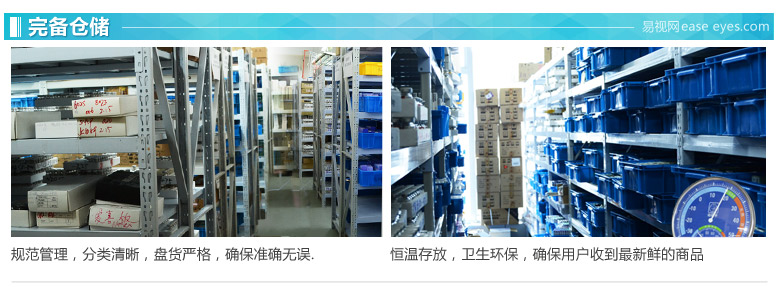 完备仓储
易视网ease eyes.com
规范管理，分类清晰，盘货严格，确保准确无误.
恒温存放，卫生环保，确保用户收到最新鲜的商品